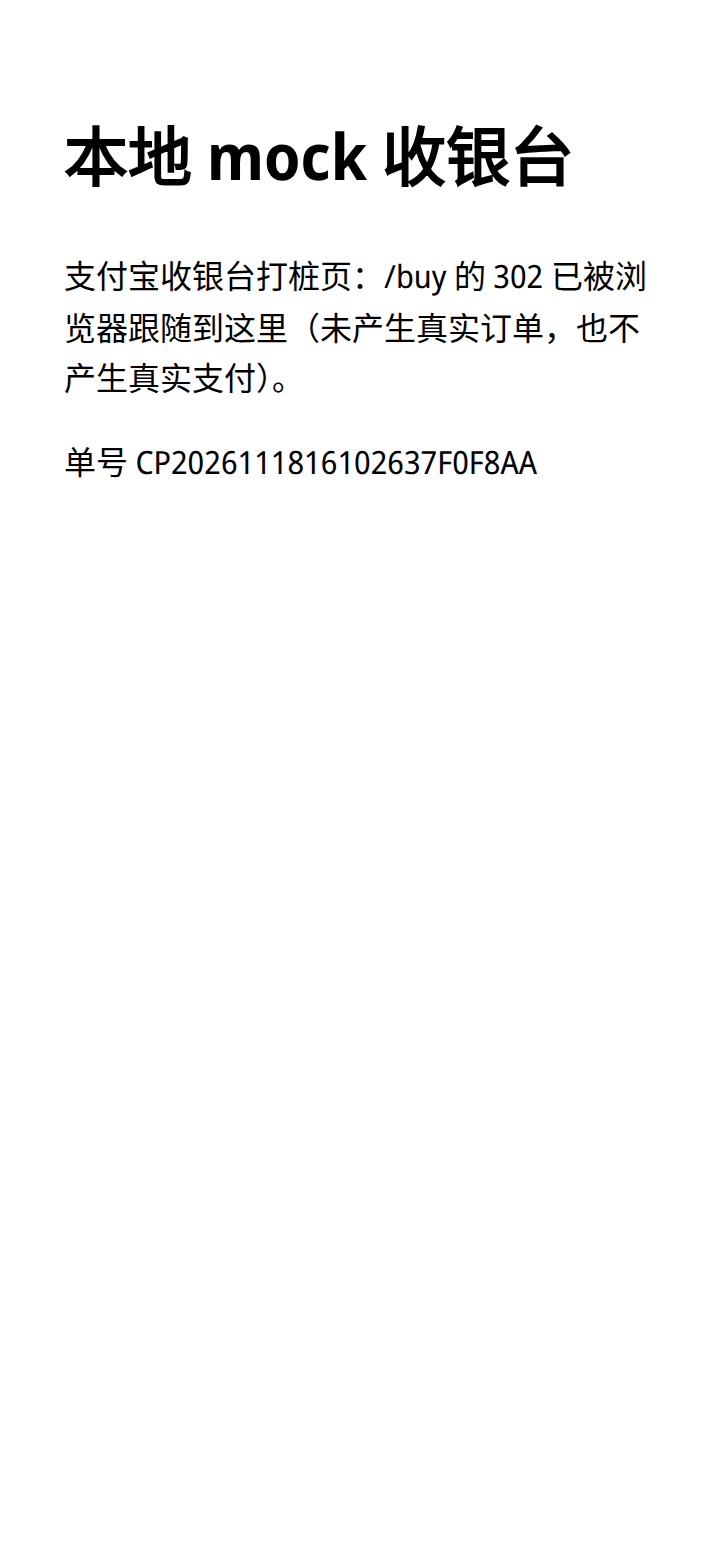 本地 mock 收银台
支付宝收银台打桩页：/buy 的 302 已被浏
览器跟随到这里（未产生真实订单，也不
产生真实支付）。
单号 CP2026111816102637F0F8AA